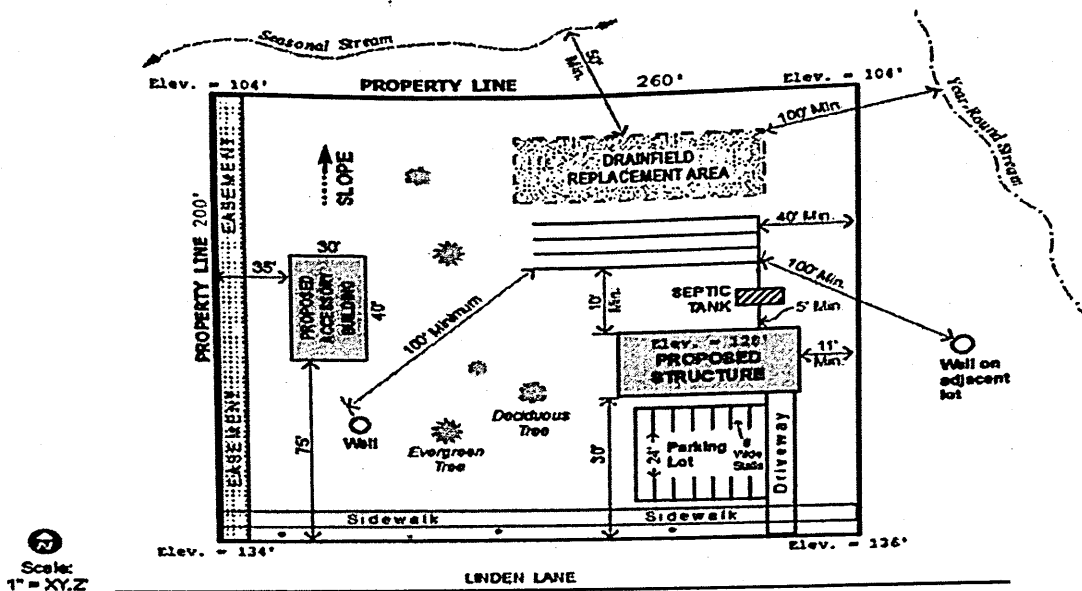 Seasonal Stream
50' Min.
Elev. = 104'
PROPERTY LINE
260'
Elev. = 106'
100' Min.
Year-Round Stream
EASEMENT
SLOPE
DRAINFIELD
REPLACEMENT AREA
PROPERTY LINE 200'
40' Min.
30'
35'
PROPOSED
ACCESSORY
BUILDING
40'
100' Minimum
10' Min.
SEPTIC
TANK
100' Min.
5' Min.
Elev. = 128'
PROPOSED
STRUCTURE
11'
Min.
Well on
adjacent
lot
EASEMENT
75'
Well
Deciduous
Tree
Evergreen
Tree
30'
24'
Parking
Lot
Wide
Stalls
Driveway
Sidewalk
Sidewalk
Elev. = 134'
Elev. = 136'
N
Scale:
1" = XY.Z'
LINDEN LANE